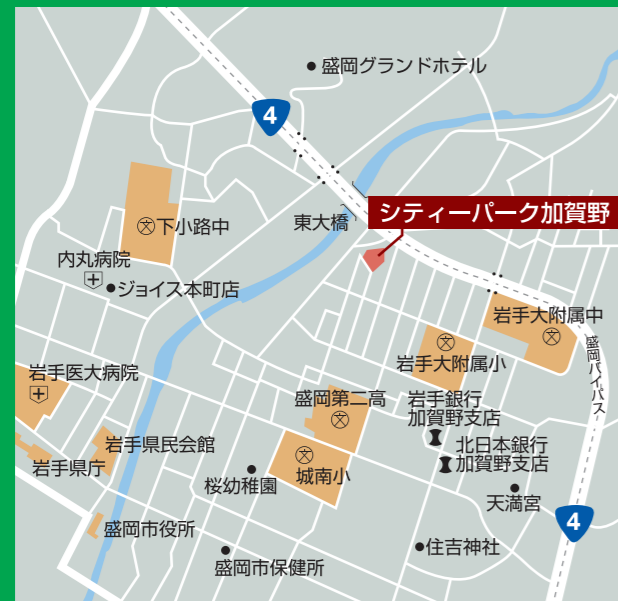 盛岡グランドホテル
4
シティーパーク加賀野
東大橋
㊛下小路中
内丸病院
ジョイス本町店
岩手大附属中
盛岡バイパス
岩手大附属小
岩手医大病院
盛岡第二高
岩手銀行
加賀野支店
岩手県民会館
北日本銀行
加賀野支店
岩手県庁
城南小
桜幼稚園
天満宮
4
盛岡市役所
住吉神社
盛岡市保健所